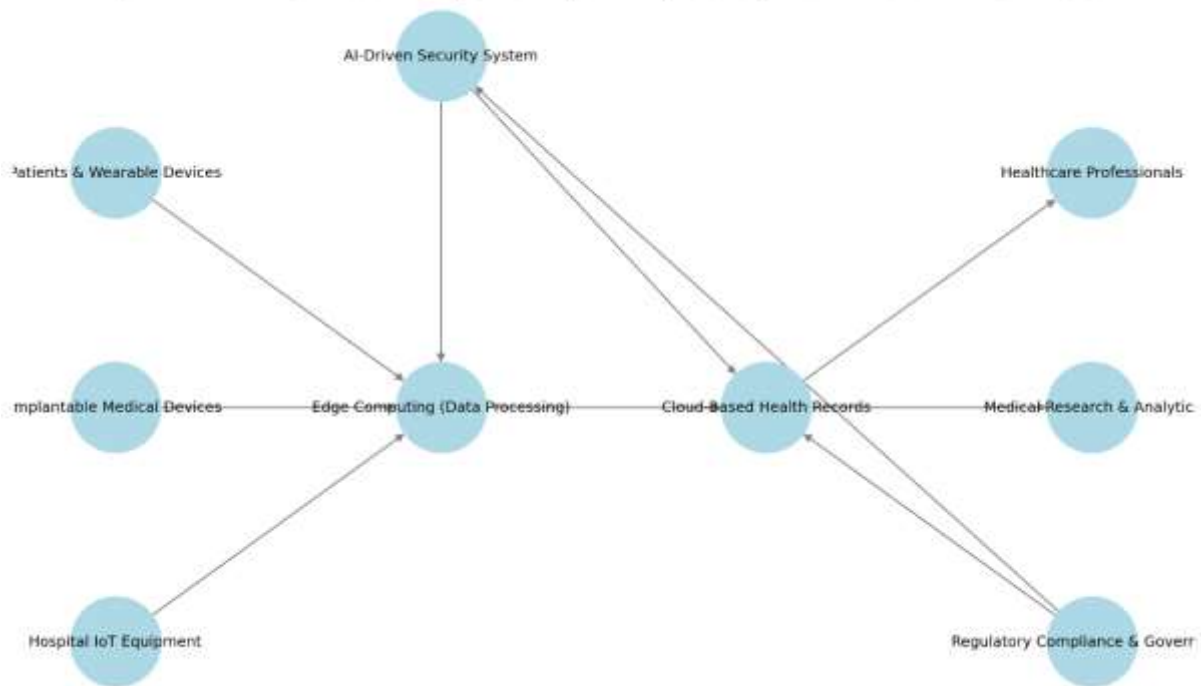 AI-Driven Security System
Patients & Wearable Devices
Healthcare Professionals
mplantable Medical Devices
Edge Computing (Data Processing)
Cloud-Based Health Records
Medical Research & Analytic
Hospital IoT Equipment
Regulatory Compliance & Govern